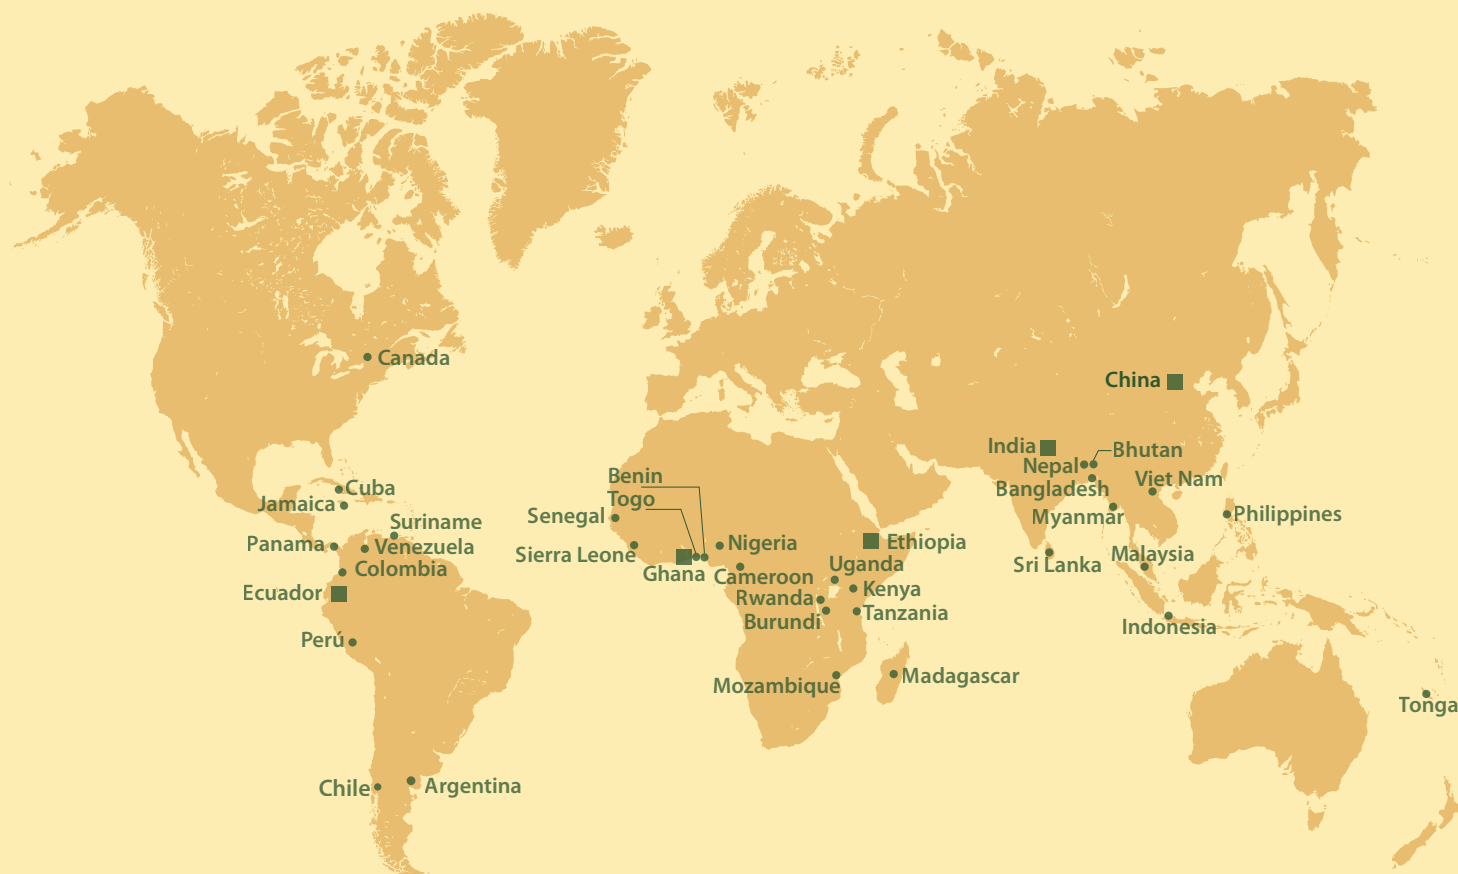 Canada
China
India
Bhutan
Nepal
Benin
Viet Nam
Cuba
Bangladesh
Togo
Jamaica
Philippines
Senegal
Myanmar
Suriname
Ethiopia
Nigeria
Panama
Venezuela
Sierra Leone
Malaysia
Sri Lanka
Uganda
Colombia
Ghana
Cameroon
Kenya
Ecuador
Rwanda
Tanzania
Burundi
Indonesia
Perú
Madagascar
Mozambique
Tonga
Argentina
Chile